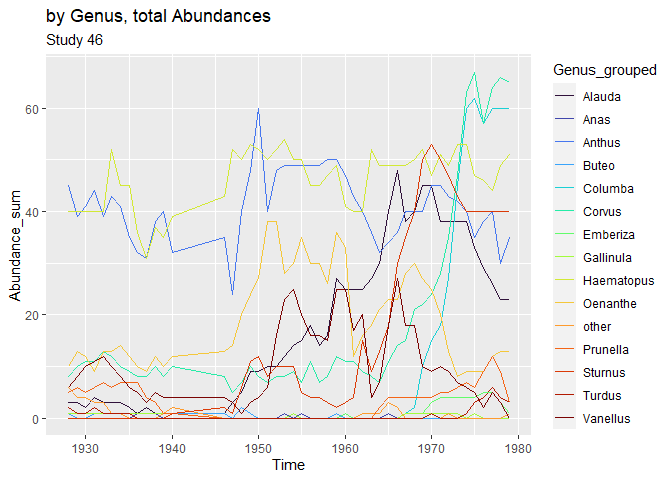 by Genus, total Abundances
Study 46
Genus_grouped
Alauda
Anas
Anthus
Buteo
Columba
Corvus
Emberiza
Gallinula
Haematopus
Oenanthe
other
Prunella
Sturnus
Turdus
Vanellus
Abundance_sum
60
40
20
0
1930
1940
1950
1960
1970
1980
Time